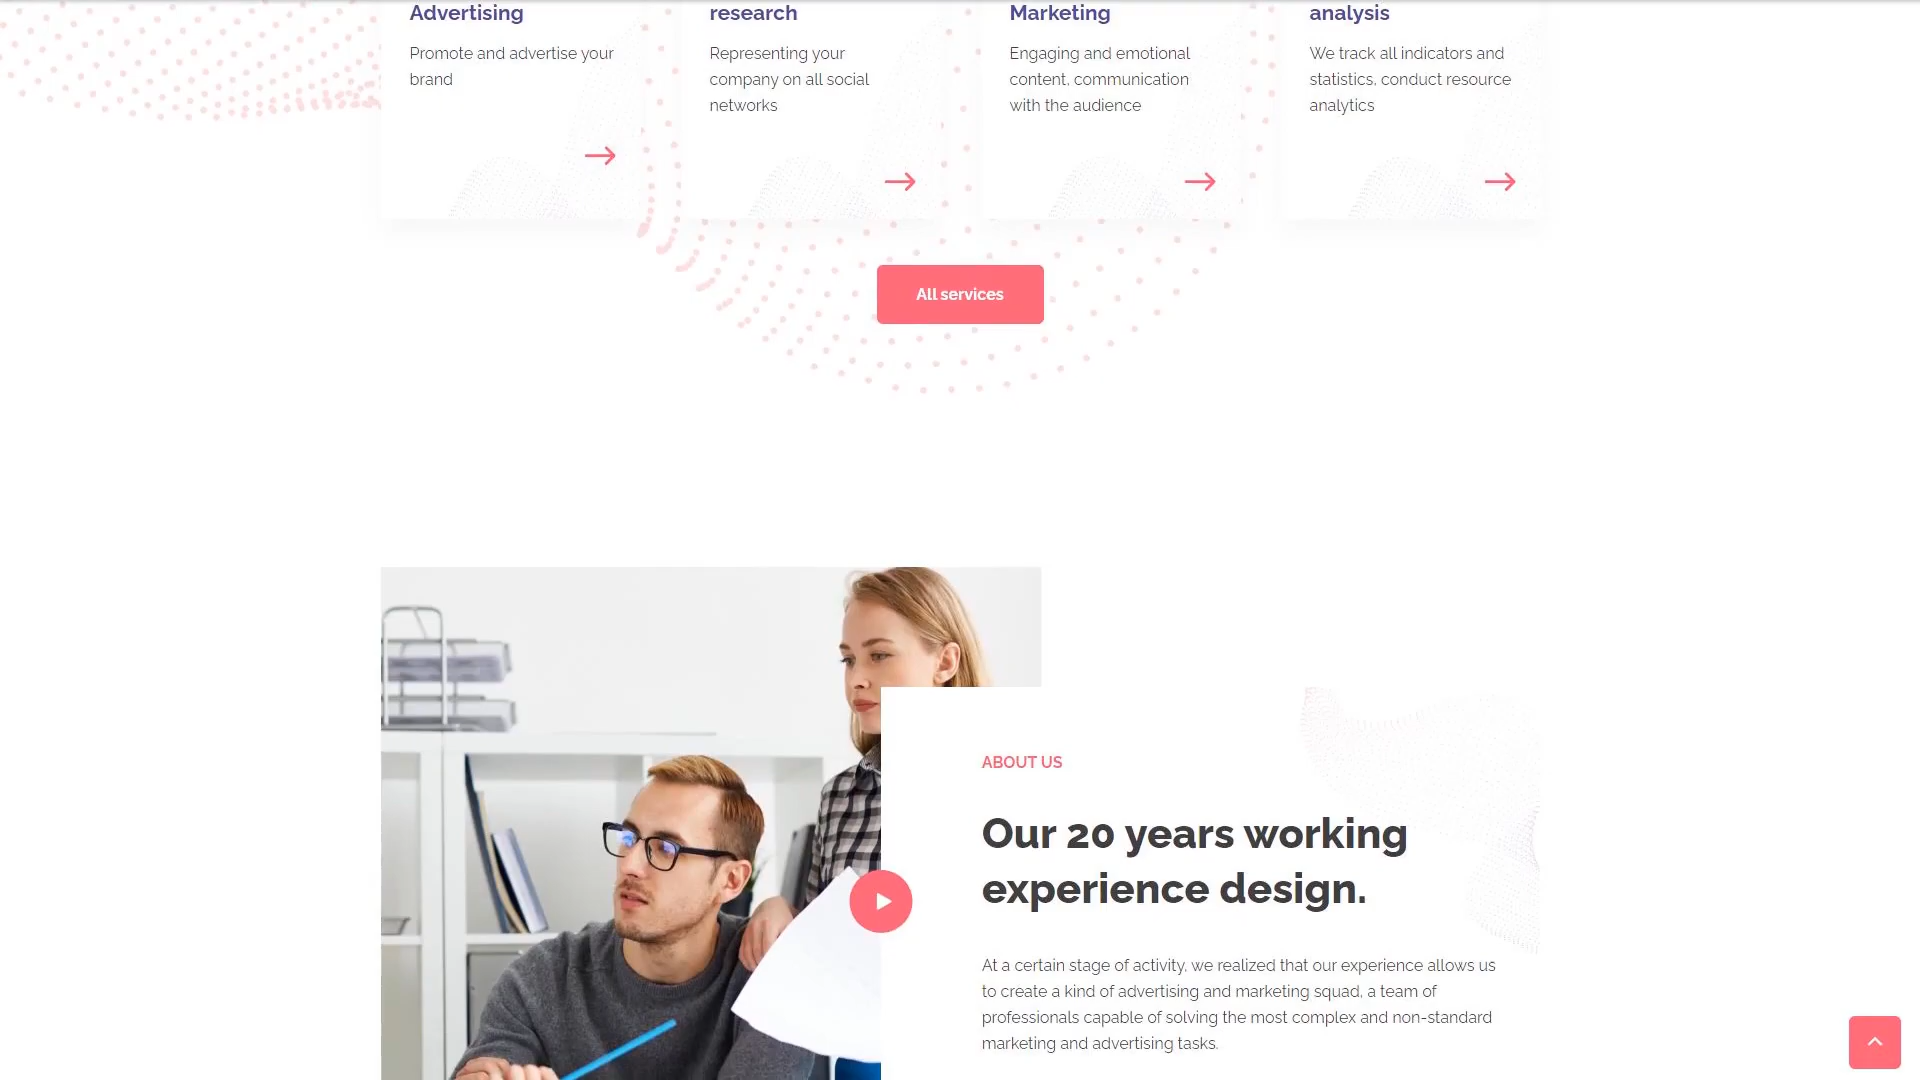 Advertising
Promote and advertise your
brand
research
Representing your
company on all social
networks
Marketing
Engaging and emotional
content, communication
with the audience
analysis
We track all indicators and
statistics, conduct resource
analytics
All services
ABOUT US
Our 20 years working
experience design.
At a certain stage of activity, we realized that our experience allows us
to create a kind of advertising and marketing squad, a team of
professionals capable of solving the most complex and non-standard
marketing and advertising tasks.